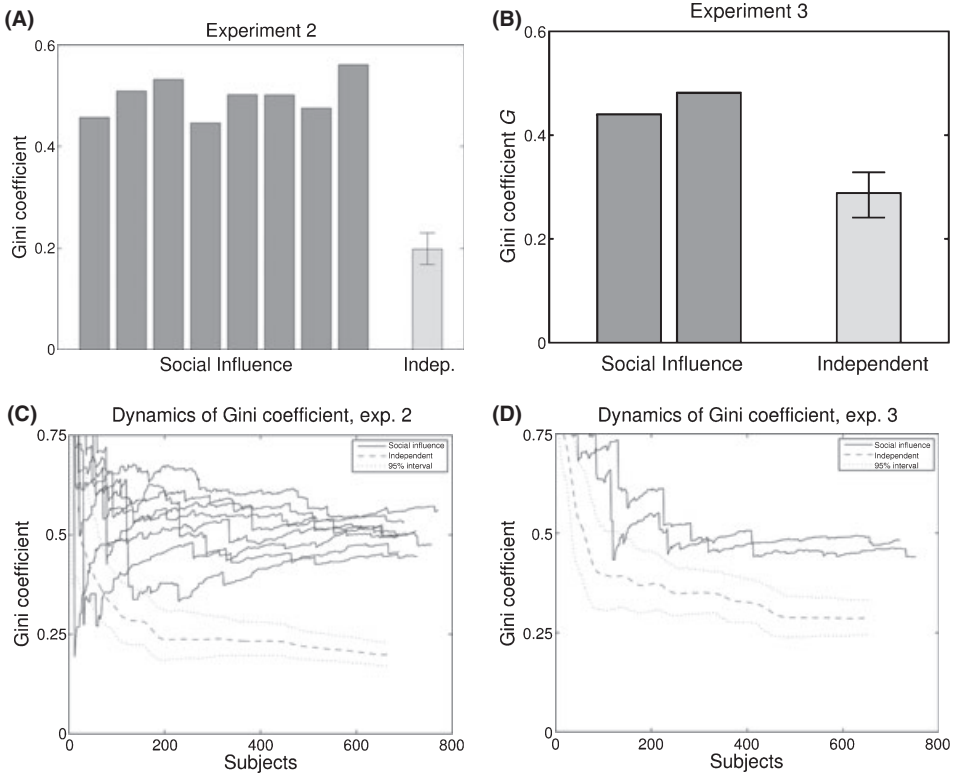 (A)
Experiment 2
0.6
0.4
0.2
0
Gini coefficient
Social Influence
Indep.
(B)
Experiment 3
0.6
0.4
0.2
0
Gini coefficient G
Social Influence
Independent
(C)
Dynamics of Gini coefficient, exp. 2
0.75
0.5
0.25
0
Gini coefficient
Social influence
Independent
95% interval
0 200 400 600 800
Subjects
(D)
Dynamics of Gini coefficient, exp. 3
0.75
0.5
0.25
0
Gini coefficient
Social influence
Independent
95% interval
0 200 400 600 800
Subjects